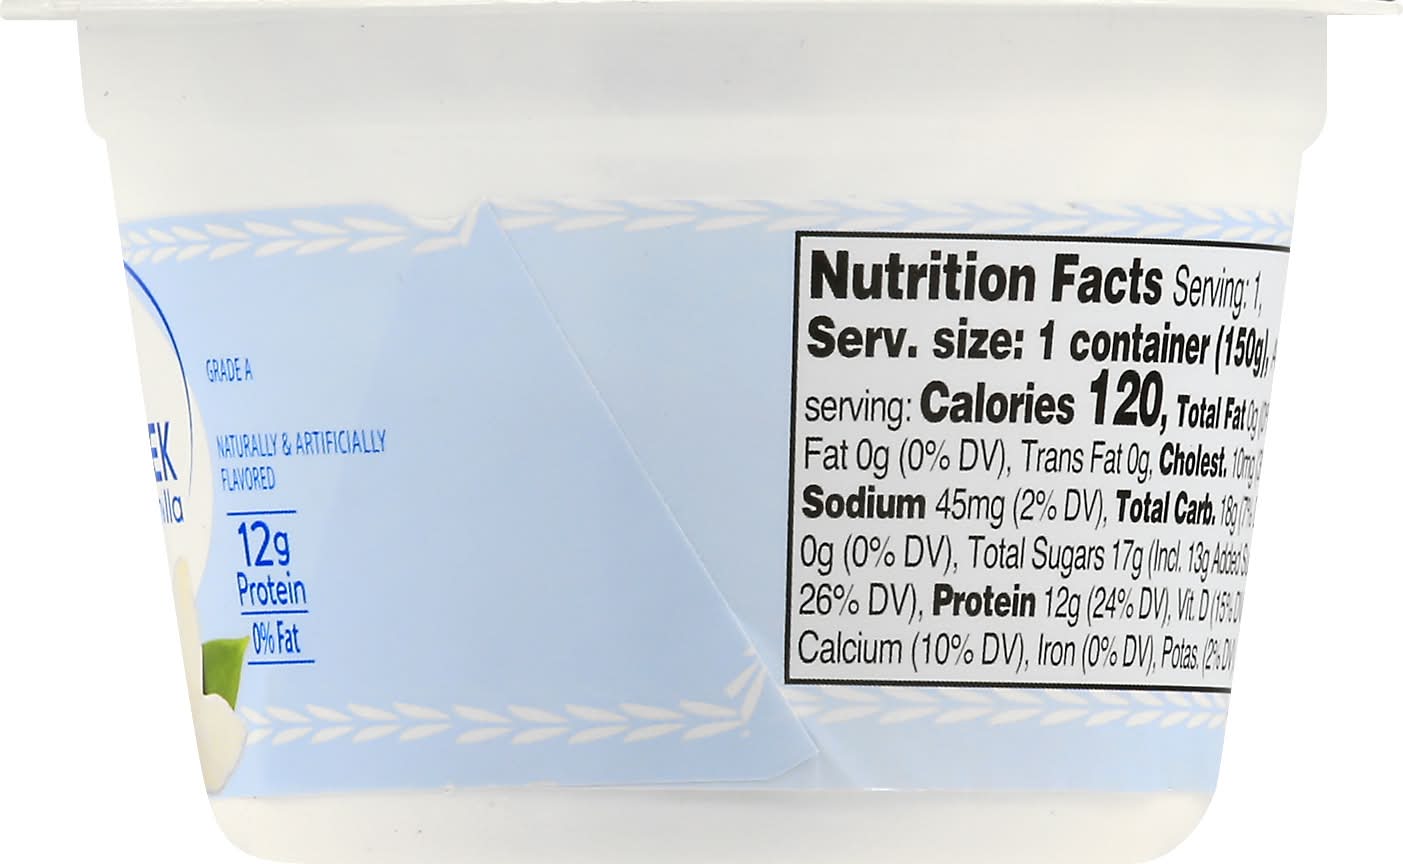 GRADE A
NATURALLY & ARTIFICIALLY
FLAVORED
12g
Protein
0% Fat
Nutrition Facts Serving: 1,
Serv. size: 1 container (150g),
serving: Calories 120, Total Fat 0g
Fat 0g (0% DV), Trans Fat 0g, Cholest. 10mg
Sodium 45mg (2% DV), Total Carb. 18g (7%
0g (0% DV), Total Sugars 17g (Incl. 13g Added
26% DV), Protein 12g (24% DV), Vit. D (15% DV
Calcium (10% DV), Iron (0% DV), Potas. (2% DV